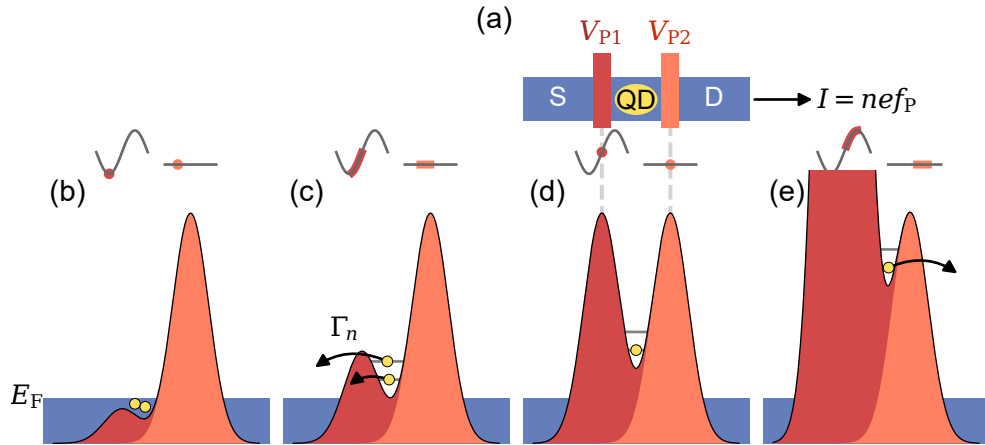 (a)
V_P1 V_P2
S QD D
I = nef_P
(b) (c) (d) (e)
Γ_n
E_F